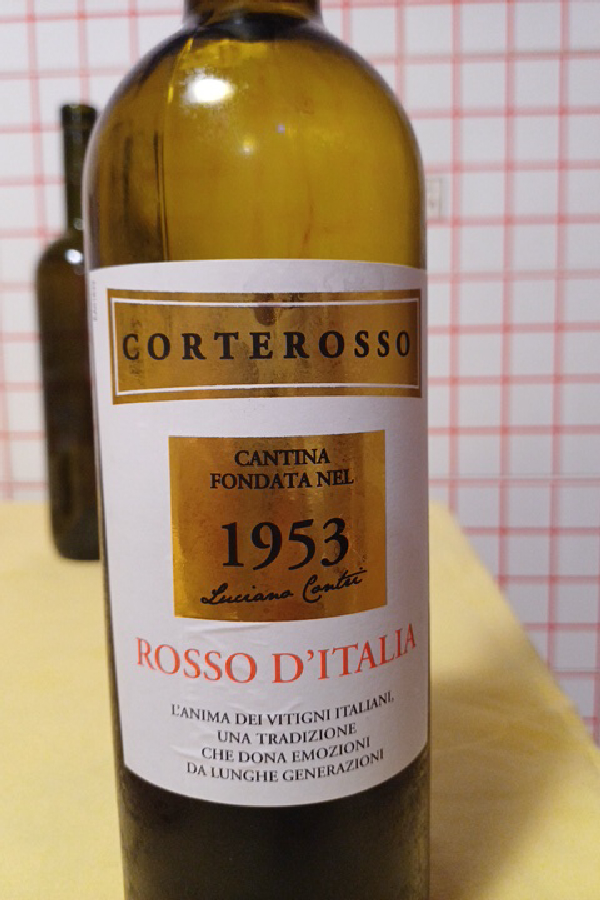 CORTEROSSO
CANTINA
FONDATA NEL
1953
Luciano Contri
ROSSO D'ITALIA
L'ANIMA DEI VITIGNI ITALIANI,
UNA TRADIZIONE
CHE DONA EMOZIONI
DA LUNGHE GENERAZIONI